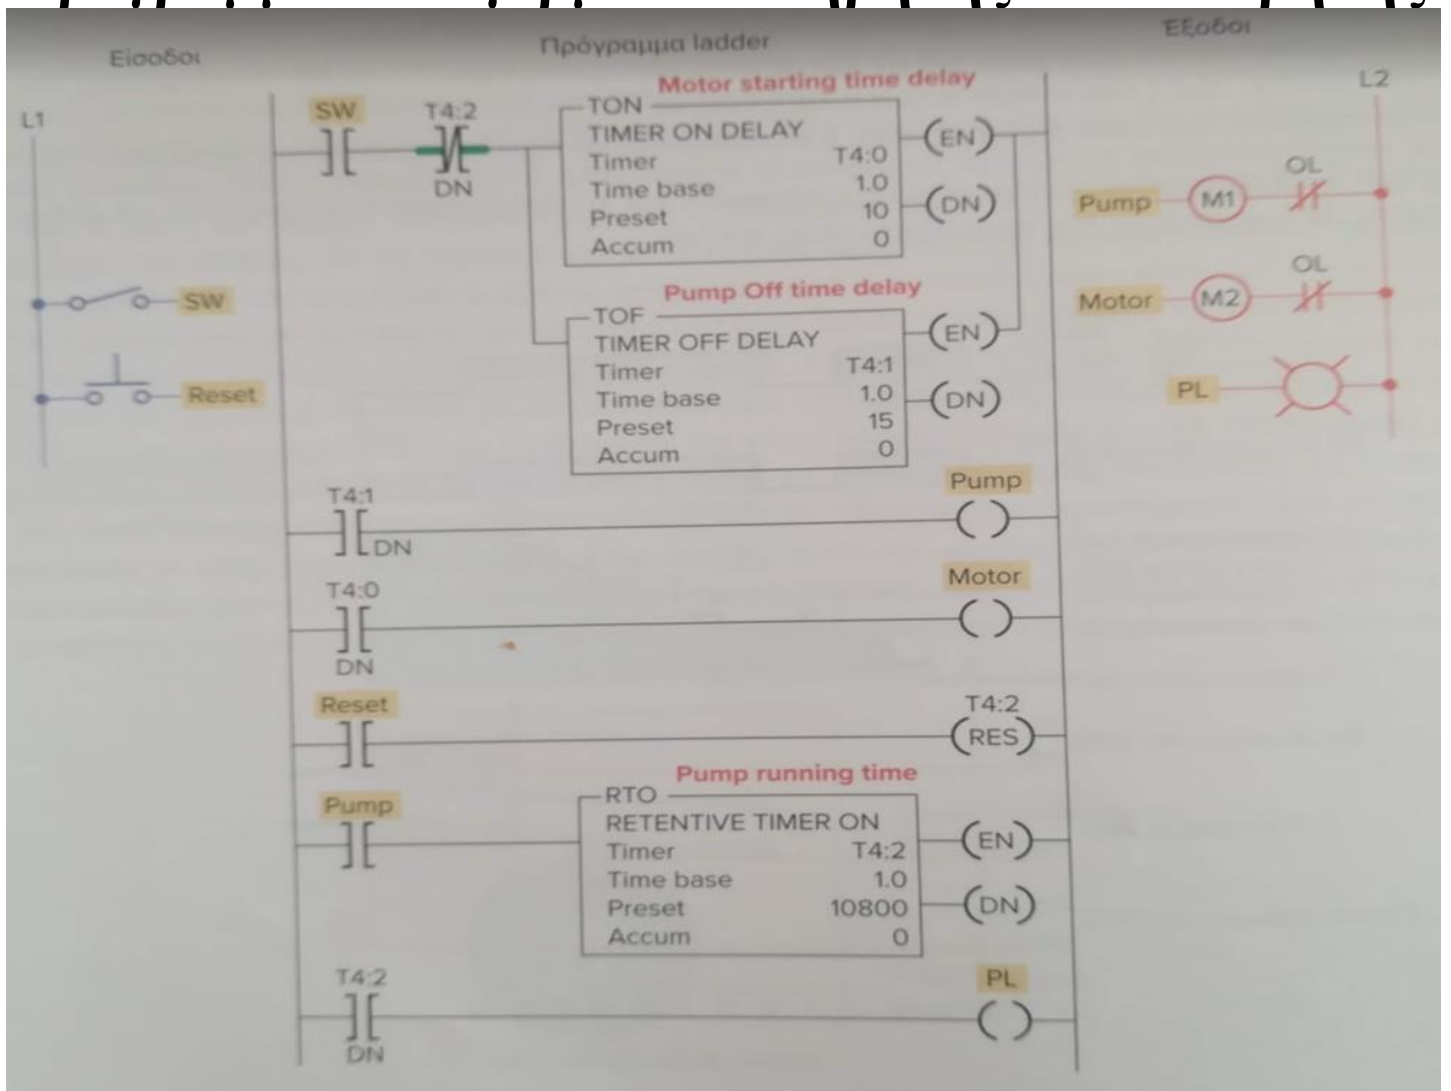 Είσοδοι
Πρόγραμμα ladder
Έξοδοι
L1
L2
SW
T4:2
DN
Motor starting time delay
TON
TIMER ON DELAY
Timer T4:0
Time base 1.0
Preset 10
Accum 0
EN
DN
Pump Off time delay
TOF
TIMER OFF DELAY
Timer T4:1
Time base 1.0
Preset 15
Accum 0
EN
DN
SW
Reset
Pump M1 OL
Motor M2 OL
PL
T4:1
DN
Pump
T4:0
DN
Motor
Reset
T4:2
RES
Pump running time
Pump
RTO
RETENTIVE TIMER ON
Timer T4:2
Time base 1.0
Preset 10800
Accum 0
EN
DN
T4:2
DN
PL